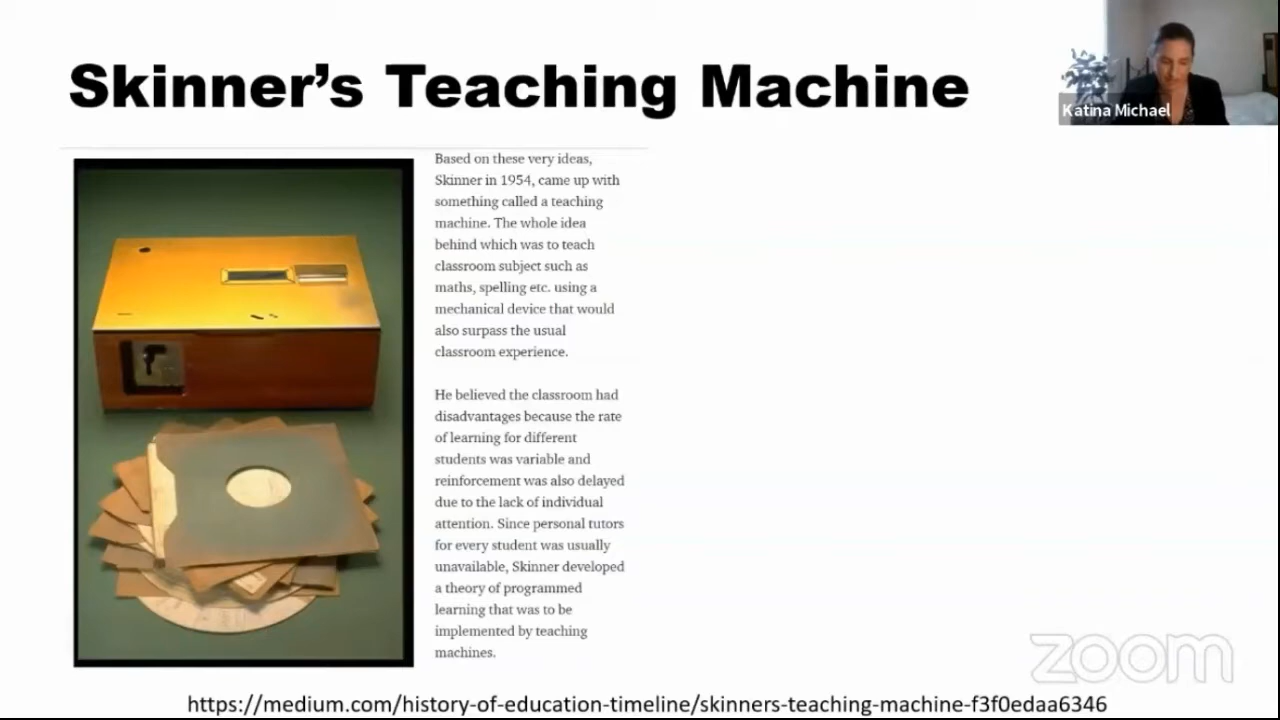 Skinner's Teaching Machine
Katina Michael
Based on these very ideas,
Skinner in 1954, came up with
something called a teaching
machine. The whole idea
behind which was to teach
classroom subject such as
maths, spelling etc. using a
mechanical device that would
also surpass the usual
classroom experience.
He believed the classroom had
disadvantages because the rate
of learning for different
students was variable and
reinforcement was also delayed
due to the lack of individual
attention. Since personal tutors
for every student was usually
unavailable, Skinner developed
a theory of programmed
learning that was to be
implemented by teaching
machines.
zoom
https://medium.com/history-of-education-timeline/skinners-teaching-machine-f3f0edaa6346